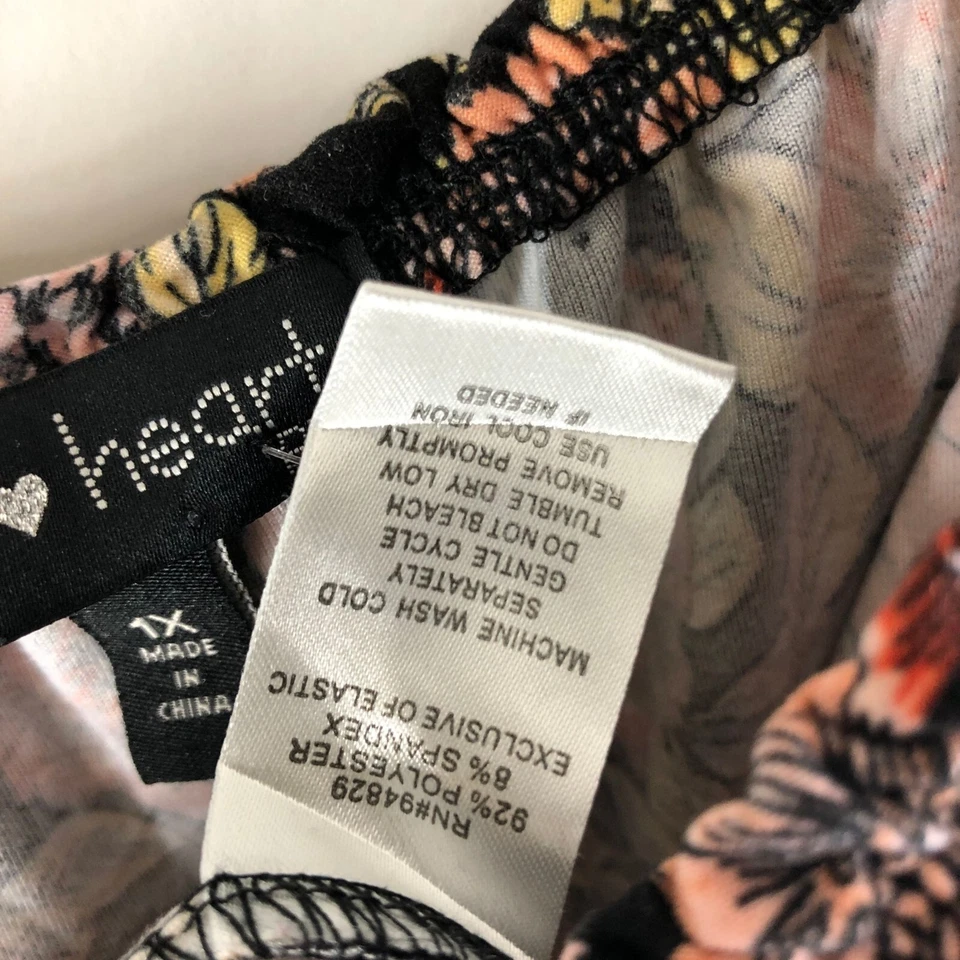 heart
1X
MADE
IN
CHINA
RN#94829
92% POLYESTER
8% SPANDEX
EXCLUSIVE OF ELASTIC
MACHINE WASH COLD
SEPARATELY
GENTLE CYCLE
DO NOT BLEACH
TUMBLE DRY LOW
REMOVE PROMPTLY
USE COOL IRON
IF NEEDED